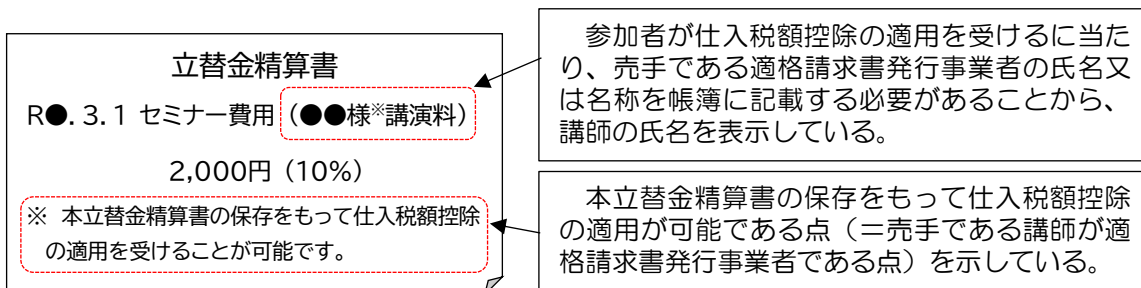 立替金精算書
R●.3.1 セミナー費用（●●様※講演料）
2,000円（10%）
※ 本立替金精算書の保存をもって仕入税額控除
の適用を受けることが可能です。
参加者が仕入税額控除の適用を受けるに当た
り、売手である適格請求書発行事業者の氏名又
は名称を帳簿に記載する必要があることから、
講師の氏名を表示している。
本立替金精算書の保存をもって仕入税額控除
の適用が可能である点（＝売手である講師が適
格請求書発行事業者である点）を示している。